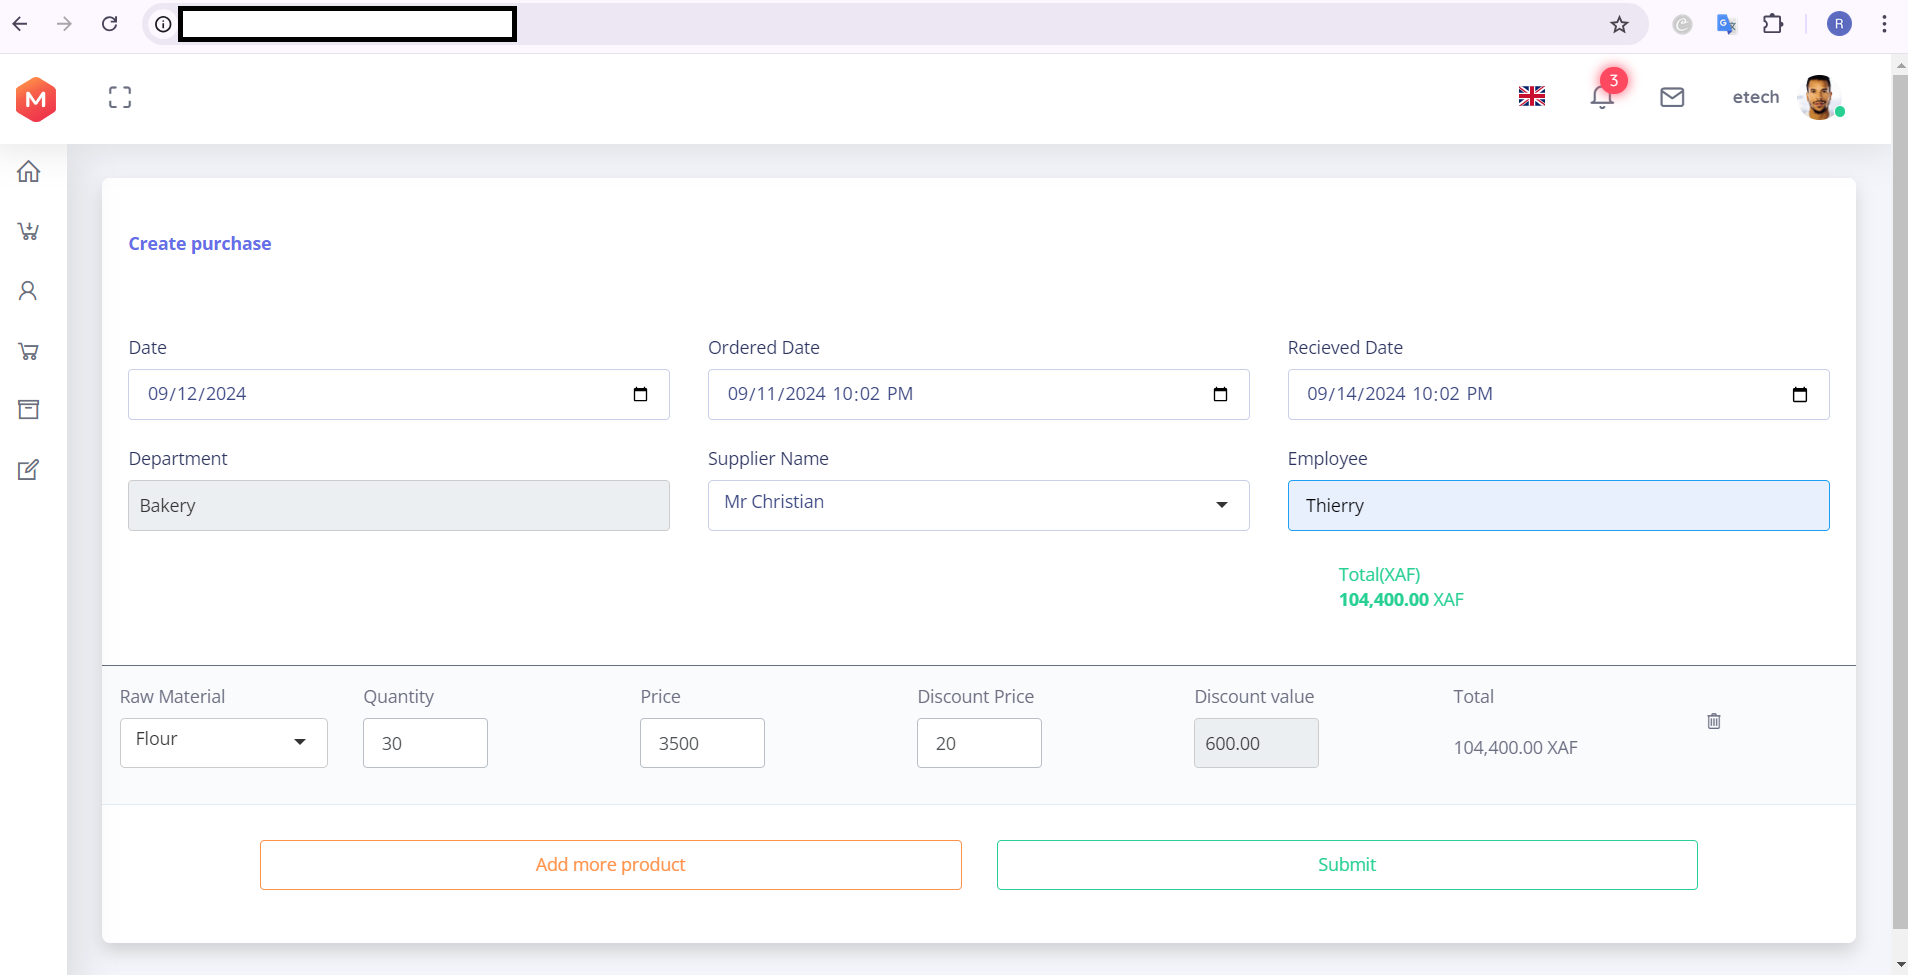 R
M
3
etech
Create purchase
Date
Ordered Date
Recieved Date
09/12/2024
09/11/2024 10:02 PM
09/14/2024 10:02 PM
Department
Supplier Name
Employee
Bakery
Mr Christian
Thierry
Total(XAF)
104,400.00 XAF
Raw Material
Quantity
Price
Discount Price
Discount value
Total
Flour
30
3500
20
600.00
104,400.00 XAF
Add more product
Submit